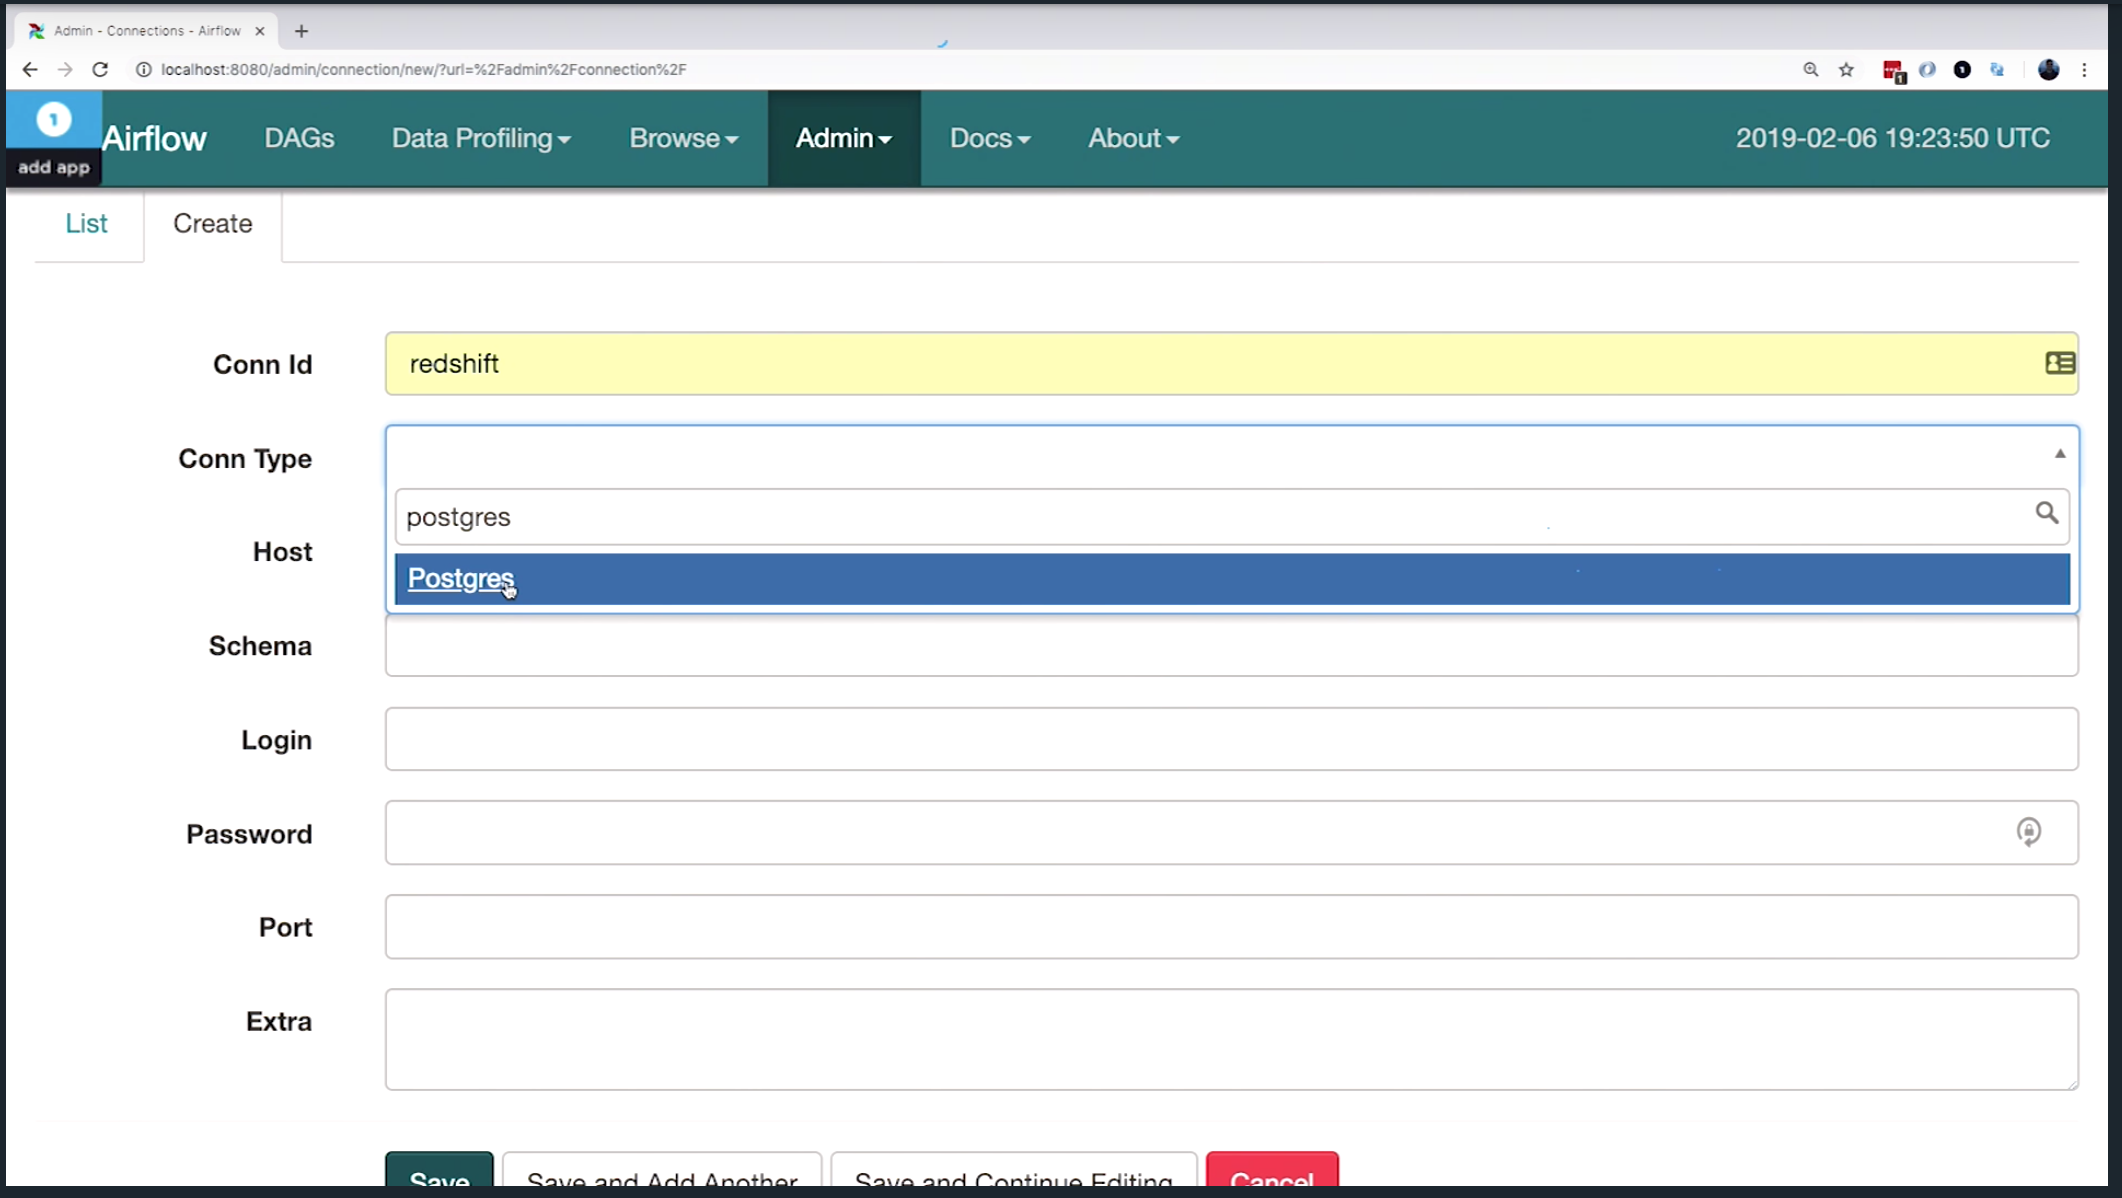 Admin - Connections - Airflow
localhost:8080/admin/connection/new/?url=%2Fadmin%2Fconnection%2F
1
1
1
add app
Airflow
DAGs
Data Profiling
Browse
Admin
Docs
About
2019-02-06 19:23:50 UTC
List
Create
Conn Id
redshift
Conn Type
postgres
Postgres
Host
Schema
Login
Password
Port
Extra
Save
Save and Add Another
Save and Continue Editing
Cancel